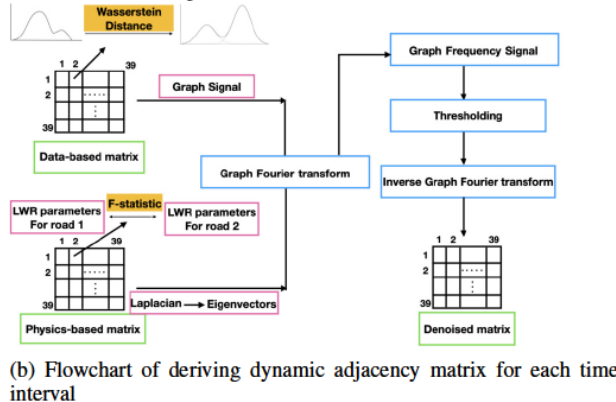 Wasserstein
Distance
1 2 39
1
2 ......
39
Graph Signal
Data-based matrix
LWR parameters
For road 1
F-statistic
LWR parameters
For road 2
1 2 39
1
2 ......
39
Laplacian → Eigenvectors
Physics-based matrix
Graph Fourier transform
Graph Frequency Signal
Thresholding
Inverse Graph Fourier transform
1 2 39
1
2 ......
39
Denoised matrix
(b) Flowchart of deriving dynamic adjacency matrix for each time
interval